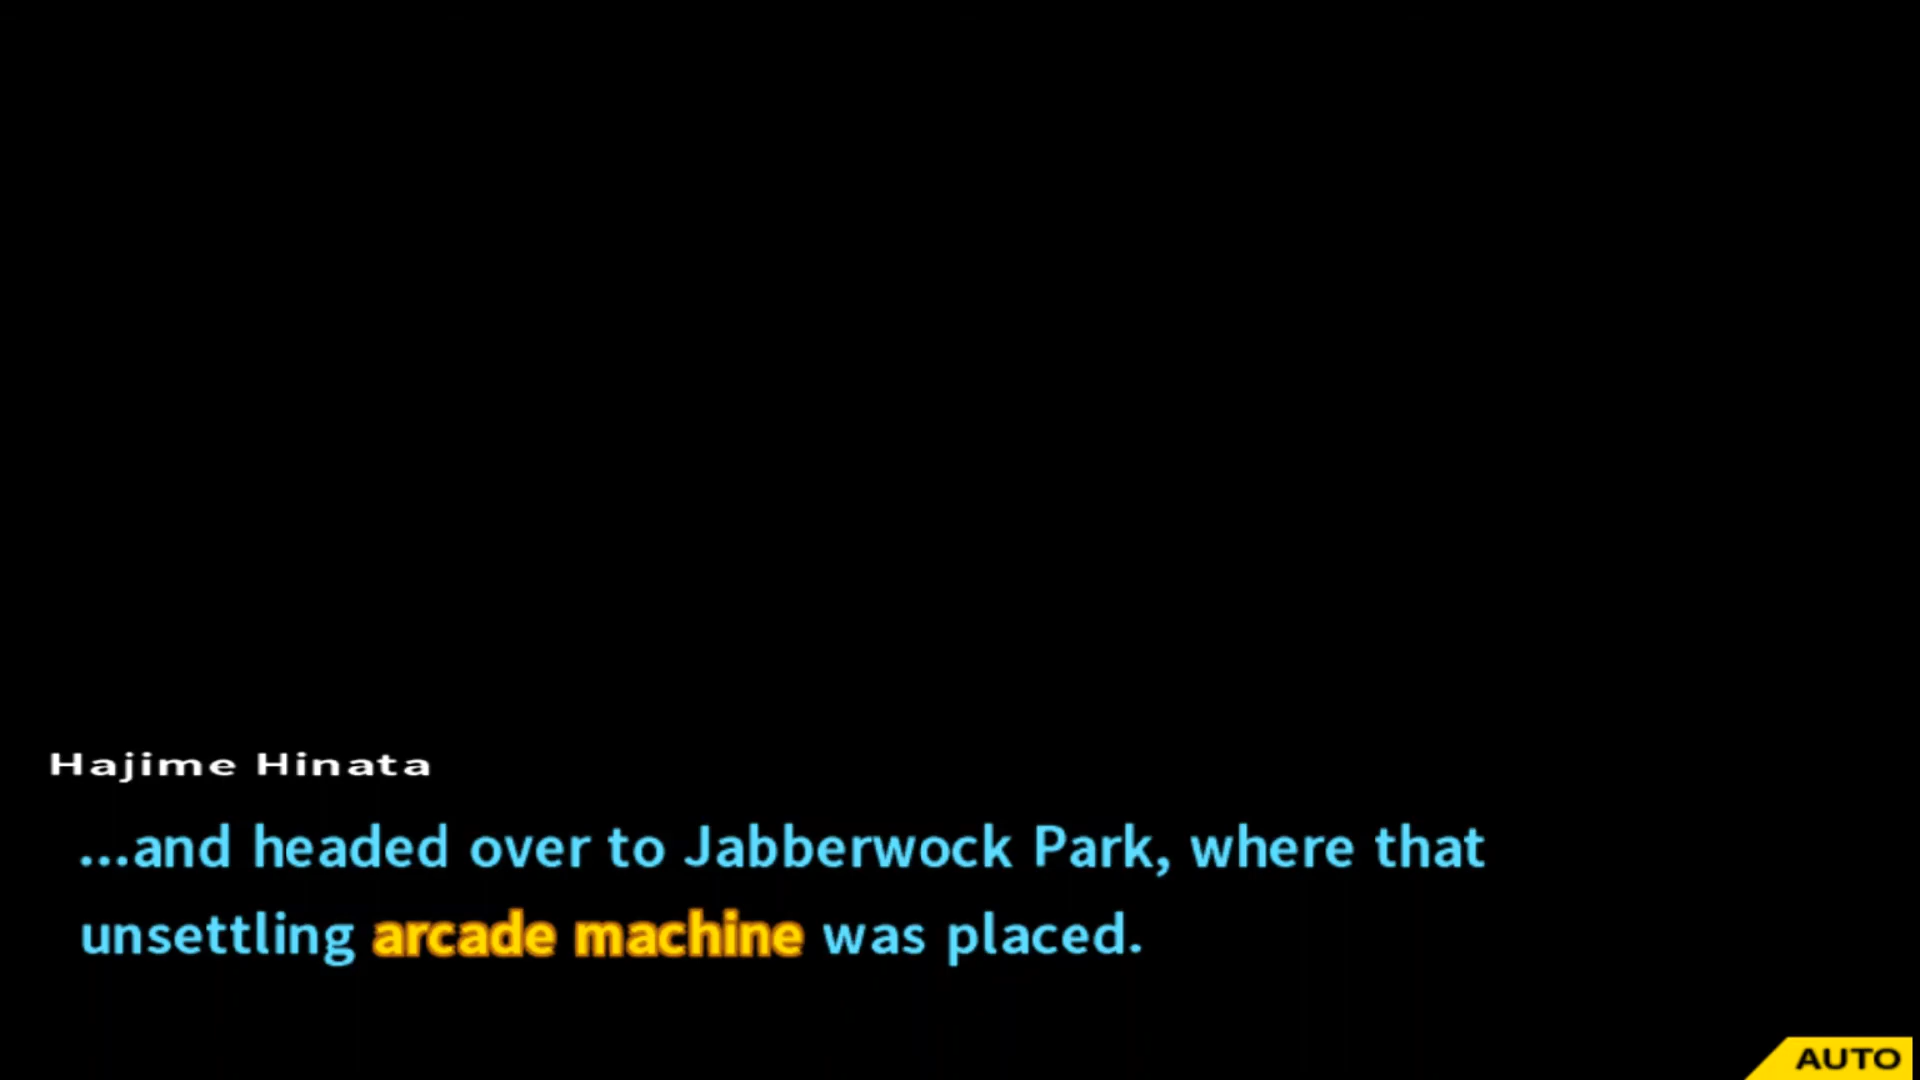 Hajime Hinata
...and headed over to Jabberwock Park, where that
unsettling arcade machine was placed.
AUTO